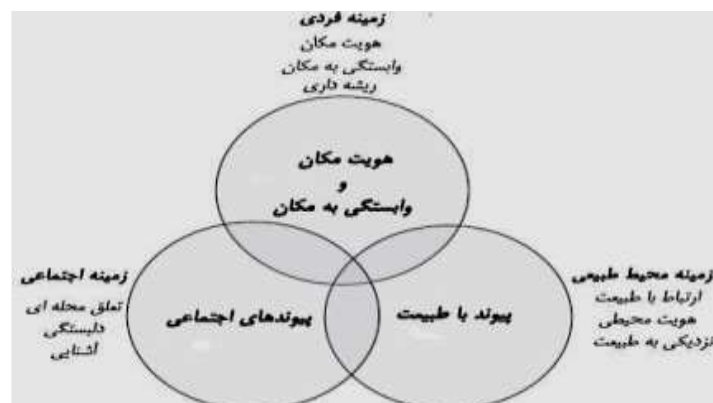 زمینه فردی
هویت مکان
وابستگی به مکان
ریشه داری
هویت مکان
و
وابستگی به مکان
زمینه اجتماعی
تعلق محله ای
دلبستگی
آشنایی
پیوندهای اجتماعی
پیوند با طبیعت
زمینه محیط طبیعی
ارتباط با طبیعت
هویت محیطی
نزدیکی به طبیعت